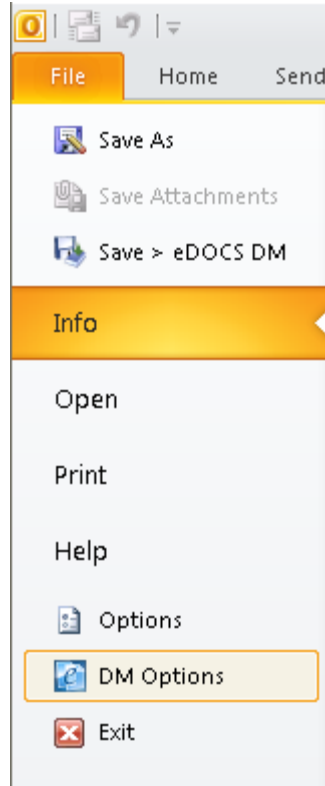 File Home Send
Save As
Save Attachments
Save > eDOCS DM
Info
Open
Print
Help
Options
DM Options
Exit